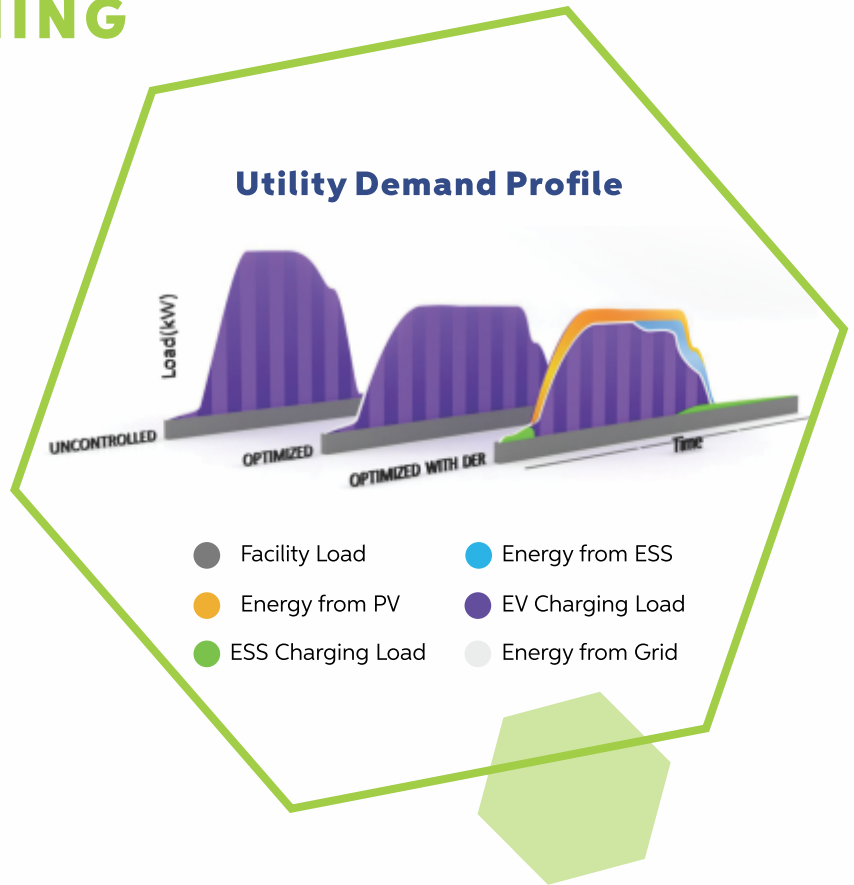 Utility Demand Profile
Load(kW)
UNCONTROLLED
OPTIMIZED
OPTIMIZED WITH DER
Time
Facility Load
Energy from ESS
Energy from PV
EV Charging Load
ESS Charging Load
Energy from Grid